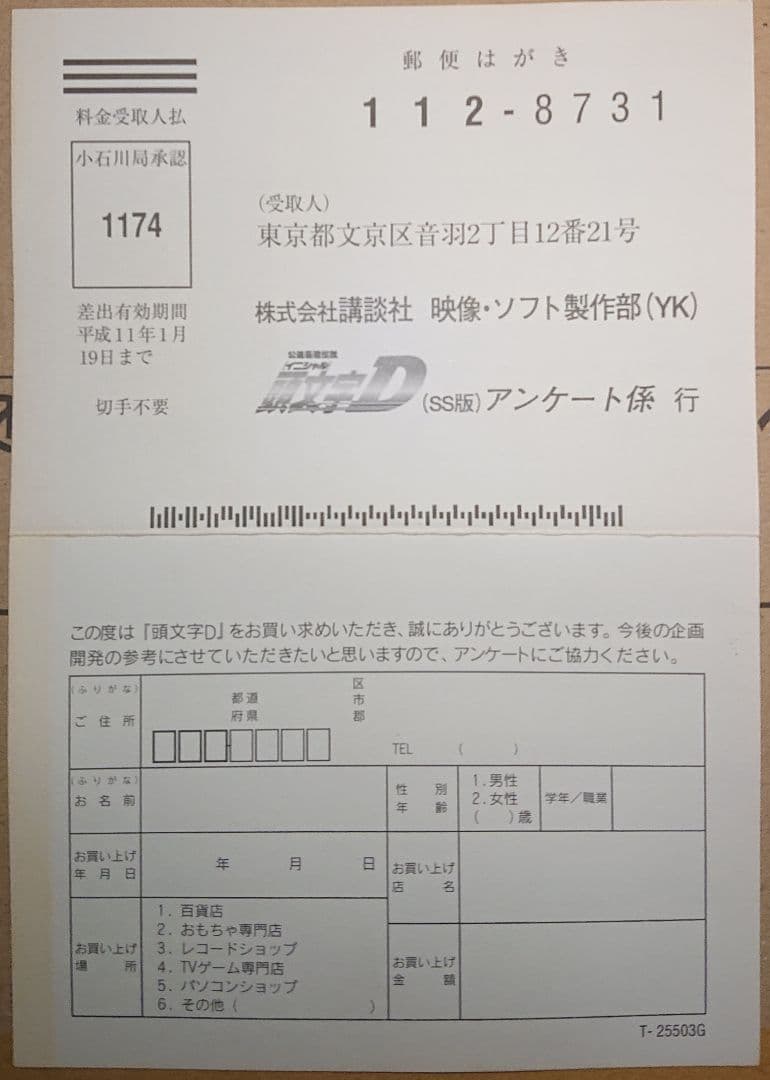 郵便はがき
112-8731
料金受取人払
小石川局承認
1174
差出有効期間
平成11年1月
19日まで
切手不要
(受取人)
東京都文京区音羽2丁目12番21号
株式会社講談社 映像・ソフト製作部(YK)
公道最速伝説
イニシャル
頭文字D(SS版)アンケート係 行
この度は『頭文字D』をお買い求めいただき、誠にありがとうございます。今後の企画
開発の参考にさせていただきたいと思いますので、アンケートにご協力ください。
(ふりがな)
ご住所
都道
府県
区
市
郡
TEL ( )
(ふりがな)
お名前
性別
年齢
1.男性
2.女性
( )歳
学年/職業
お買い上げ
年月日
年 月 日
お買い上げ
店名
お買い上げ
場所
1. 百貨店
2. おもちゃ専門店
3. レコードショップ
4. TVゲーム専門店
5. パソコンショップ
6. その他( )
お買い上げ
金額
T-25503G